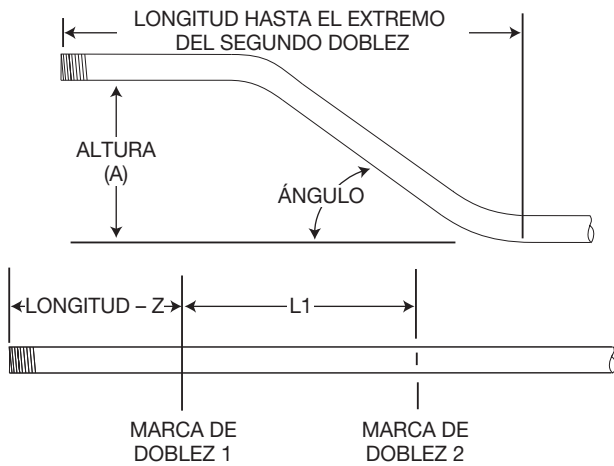 LONGITUD HASTA EL EXTREMO
DEL SEGUNDO DOBLEZ
ALTURA
(A)
ÁNGULO
LONGITUD – Z
L1
MARCA DE
DOBLEZ 1
MARCA DE
DOBLEZ 2